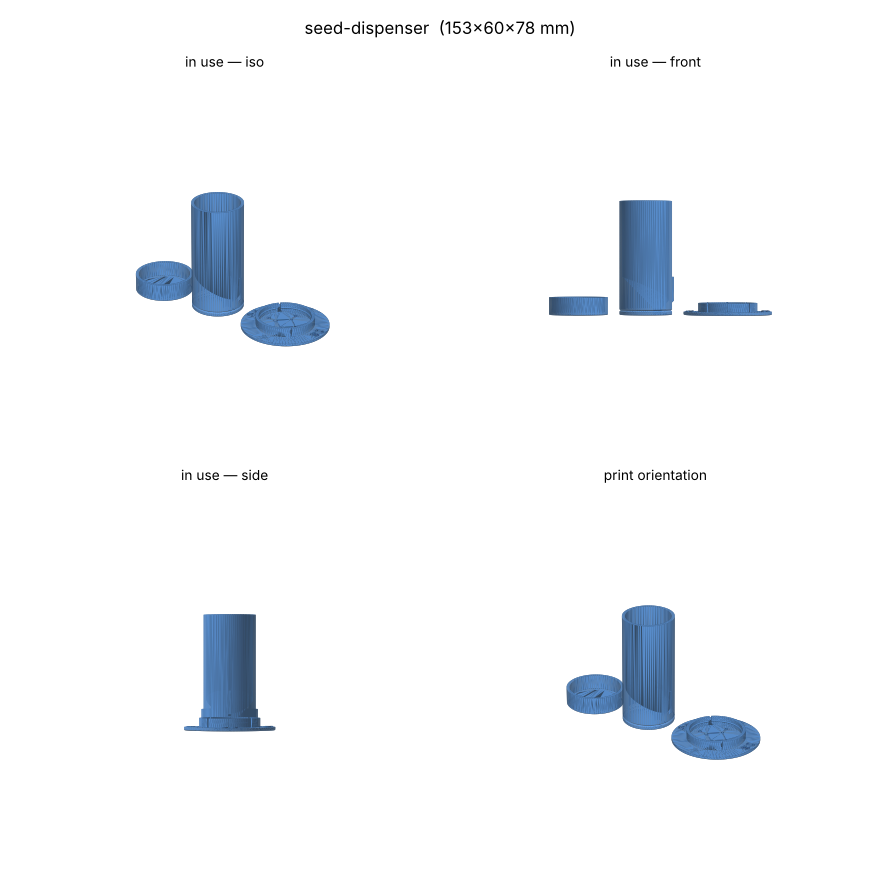 seed-dispenser (153×60×78 mm)
in use — iso
in use — front
in use — side
print orientation